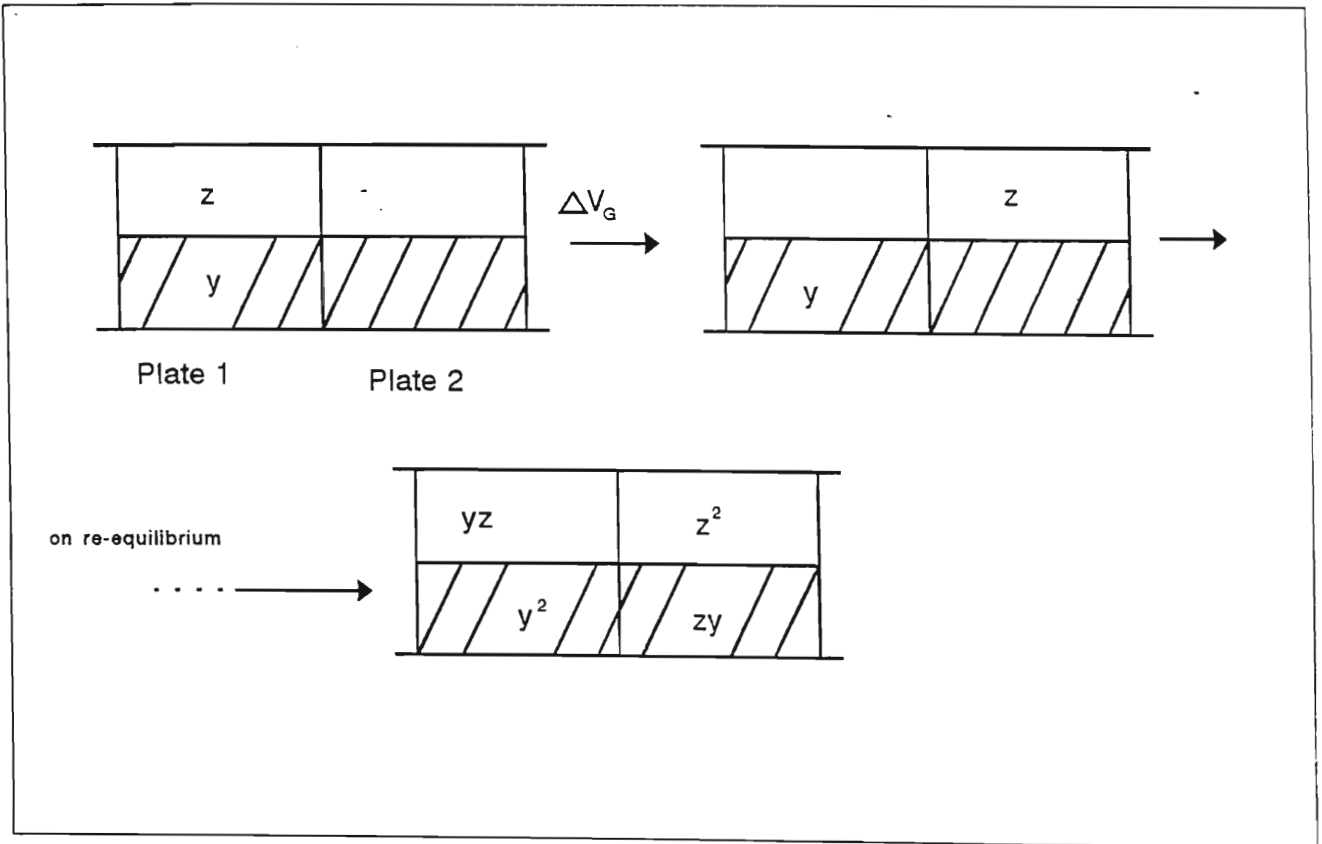 z
ΔV_G
z
y
y
Plate 1
Plate 2
yz
z²
on re-equilibrium
y²
zy